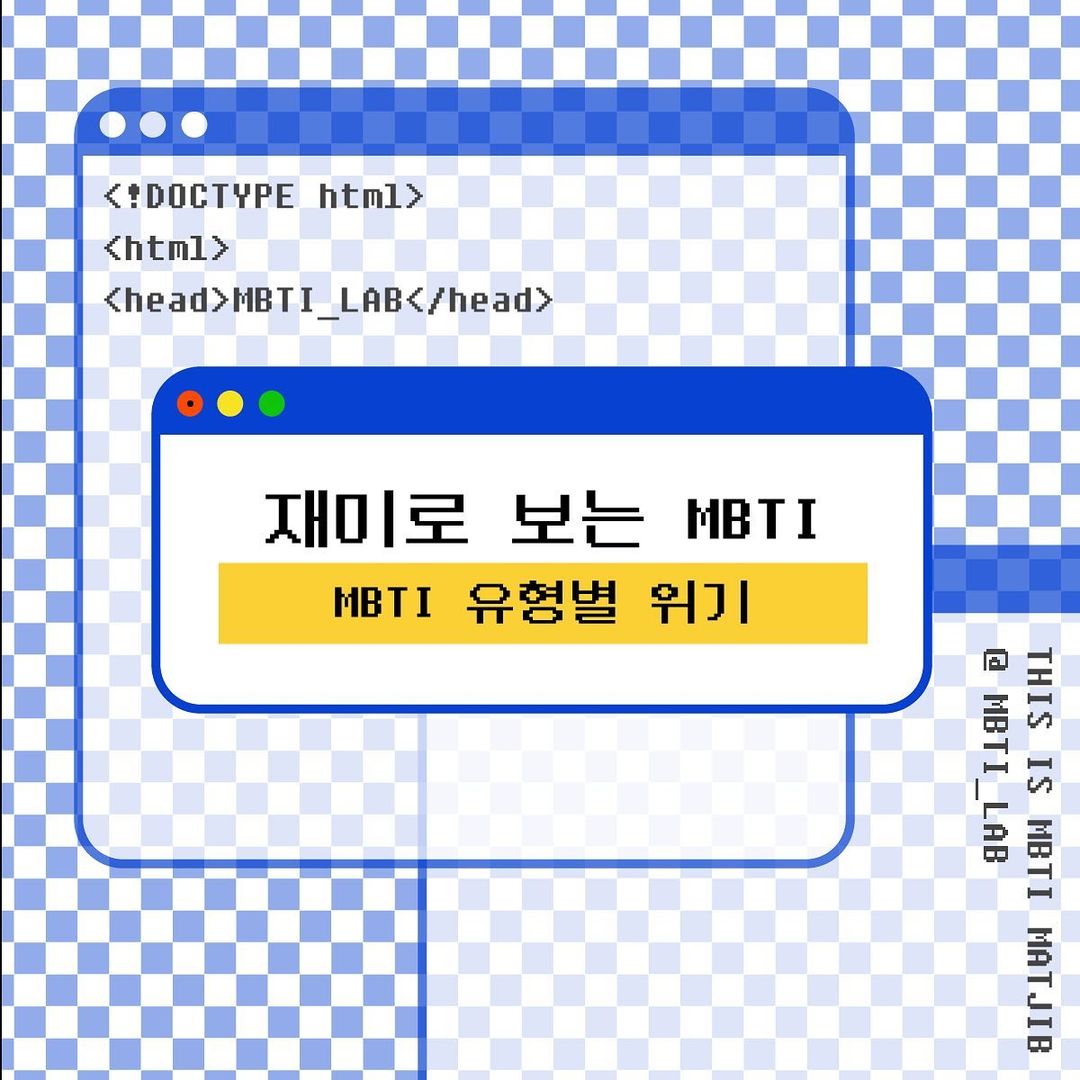 <!DOCTYPE html>
<html>
<head>MBTI_LAB</head>
재미로 보는 MBTI
MBTI 유형별 위기
THIS IS MBTI MATJIB
@ MBTI_LAB